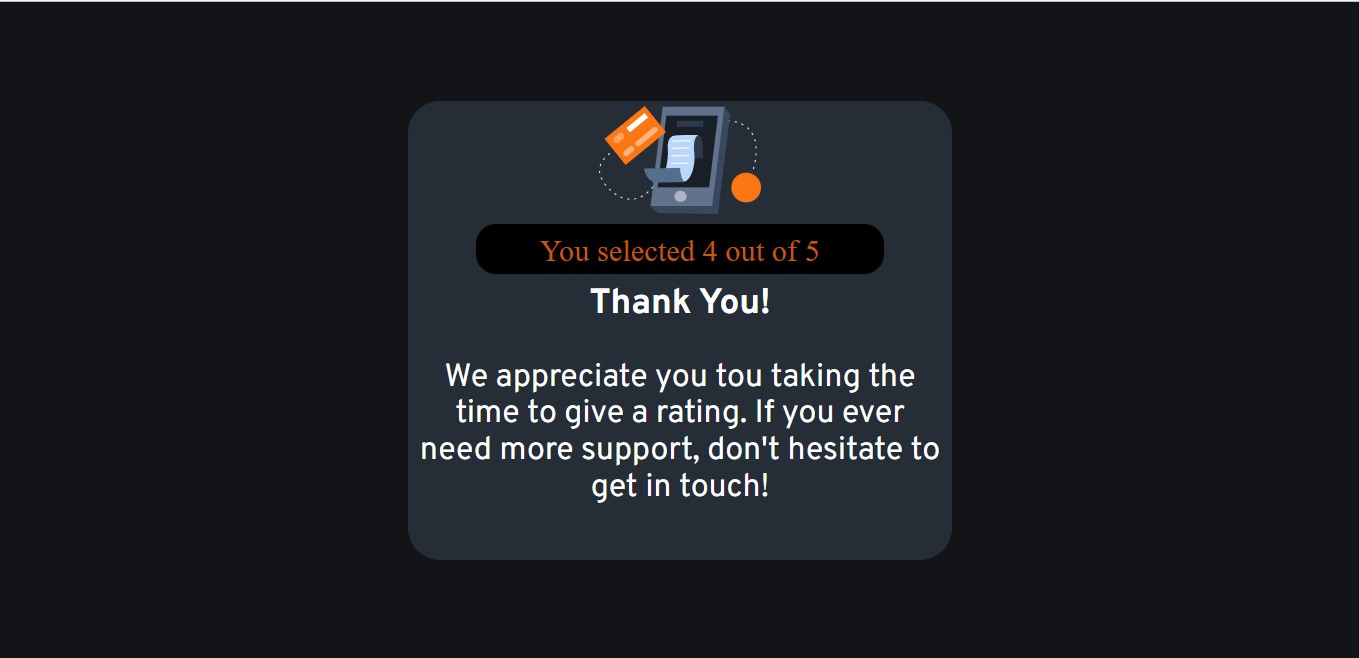 You selected 4 out of 5
Thank You!
We appreciate you tou taking the
time to give a rating. If you ever
need more support, don't hesitate to
get in touch!